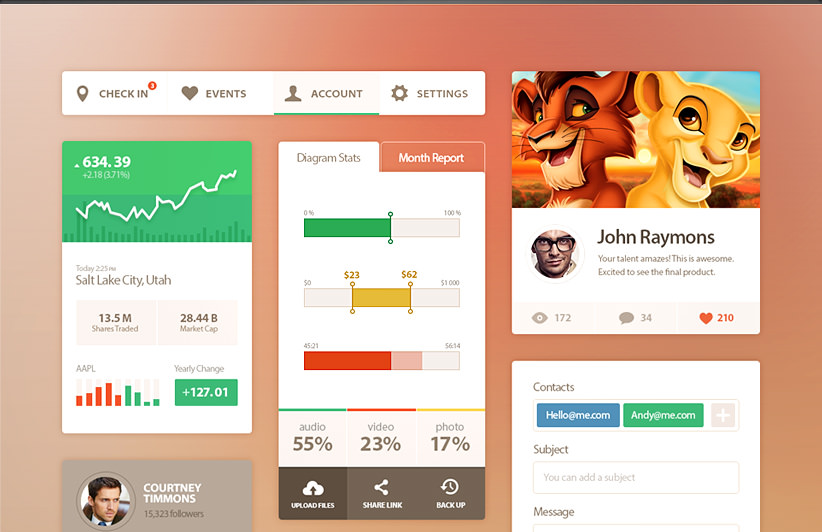 CHECK IN
3
EVENTS
ACCOUNT
SETTINGS
634.39
+2.18 (3.71%)
Today 2:25 PM
Salt Lake City, Utah
13.5 M
Shares Traded
28.44 B
Market Cap
AAPL
Yearly Change
+127.01
COURTNEY
TIMMONS
15,323 followers
Diagram Stats
Month Report
0 %
100 %
$23
$62
$0
$1 000
45:21
56:14
audio
55%
video
23%
photo
17%
UPLOAD FILES
SHARE LINK
BACK UP
John Raymons
Your talent amazes! This is awesome.
Excited to see the final product.
172
34
210
Contacts
Hello@me.com
Andy@me.com
Subject
You can add a subject
Message